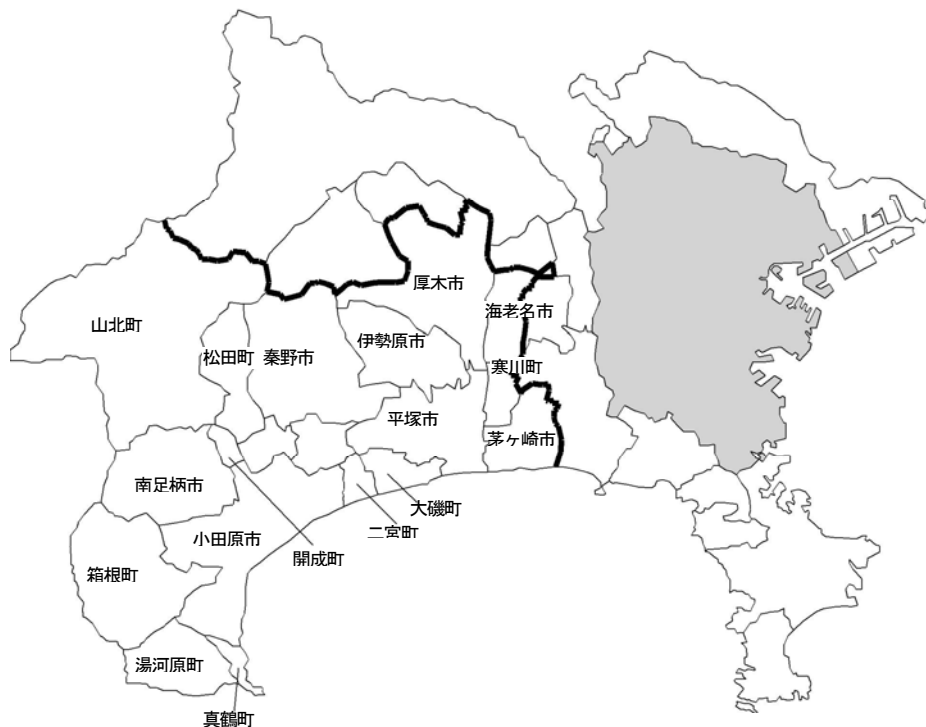 厚木市
海老名市
山北町
伊勢原市
松田町
秦野市
寒川町
平塚市
茅ヶ崎市
南足柄市
大磯町
二宮町
小田原市
開成町
箱根町
湯河原町
真鶴町